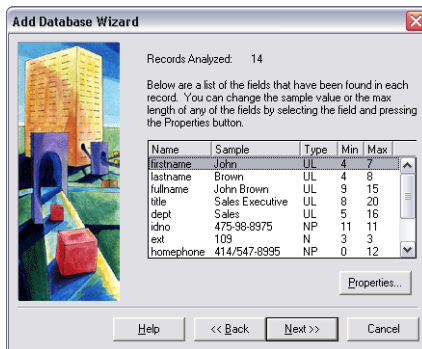 Add Database Wizard
Records Analyzed: 14
Below are a list of the fields that have been found in each
record. You can change the sample value or the max
length of any of the fields by selecting the field and pressing
the Properties button.
Name Sample Type Min Max
firstname John UL 4 7
lastname Brown UL 4 8
fullname John Brown UL 9 15
title Sales Executive UL 8 20
dept Sales UL 5 16
idno 475-98-8975 NP 11 11
ext 109 N 3 3
homephone 414/547-8995 NP 0 12
Properties...
Help << Back Next >> Cancel